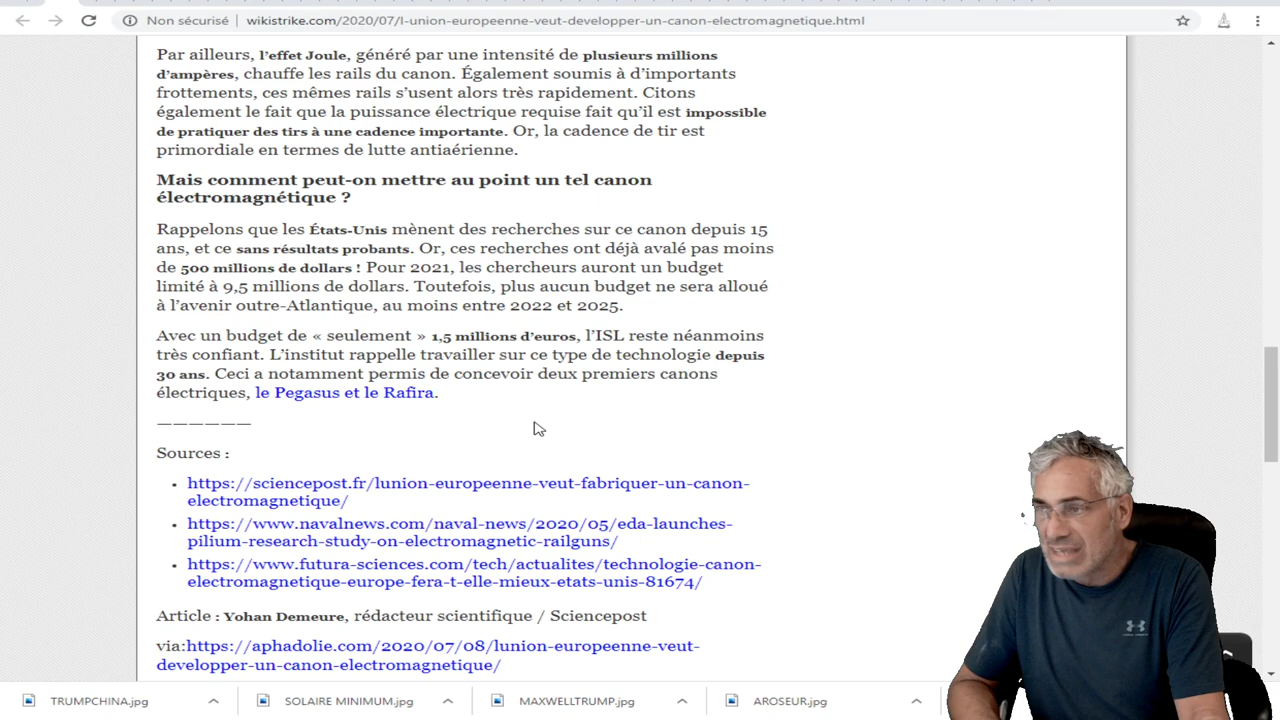 Non sécurisé | wikistrike.com/2020/07/l-union-europeenne-veut-developper-un-canon-electromagnetique.html
Par ailleurs, l’effet Joule, généré par une intensité de plusieurs millions
d’ampères, chauffe les rails du canon. Également soumis à d’importants
frottements, ces mêmes rails s’usent alors très rapidement. Citons
également le fait que la puissance électrique requise fait qu’il est impossible
de pratiquer des tirs à une cadence importante. Or, la cadence de tir est
primordiale en termes de lutte antiaérienne.
Mais comment peut-on mettre au point un tel canon
électromagnétique ?
Rappelons que les États-Unis mènent des recherches sur ce canon depuis 15
ans, et ce sans résultats probants. Or, ces recherches ont déjà avalé pas moins
de 500 millions de dollars ! Pour 2021, les chercheurs auront un budget
limité à 9,5 millions de dollars. Toutefois, plus aucun budget ne sera alloué
à l’avenir outre-Atlantique, au moins entre 2022 et 2025.
Avec un budget de « seulement » 1,5 millions d’euros, l’ISL reste néanmoins
très confiant. L’institut rappelle travailler sur ce type de technologie depuis
30 ans. Ceci a notamment permis de concevoir deux premiers canons
électriques, le Pegasus et le Rafira.
——————
Sources :
• https://sciencepost.fr/lunion-europeenne-veut-fabriquer-un-canon-
electromagnetique/
• https://www.navalnews.com/naval-news/2020/05/eda-launches-
pilium-research-study-on-electromagnetic-railguns/
• https://www.futura-sciences.com/tech/actualites/technologie-canon-
electromagnetique-europe-fera-t-elle-mieux-etats-unis-81674/
Article : Yohan Demeure, rédacteur scientifique / Sciencepost
via:https://aphadolie.com/2020/07/08/lunion-europeenne-veut-
developper-un-canon-electromagnetique/
TRUMPCHINA.jpg
SOLAIRE MINIMUM.jpg
MAXWELLTRUMP.jpg
AROSEUR.jpg